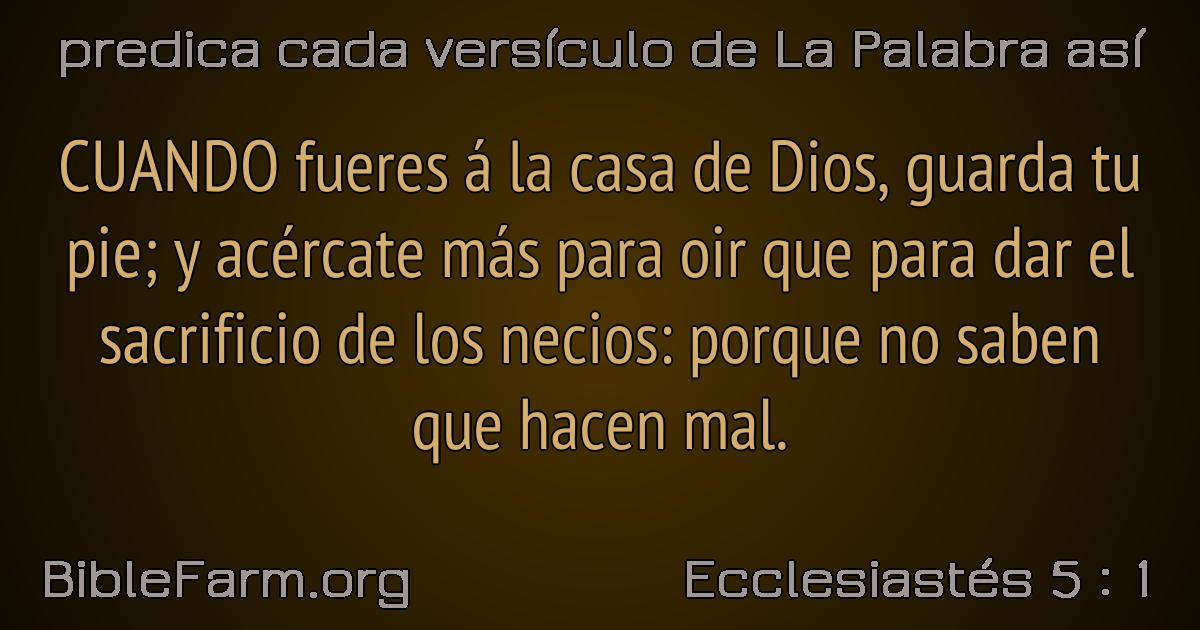 predica cada versículo de La Palabra así
CUANDO fueres á la casa de Dios, guarda tu
pie; y acércate más para oir que para dar el
sacrificio de los necios: porque no saben
que hacen mal.
BibleFarm.org
Ecclesiastés 5 : 1